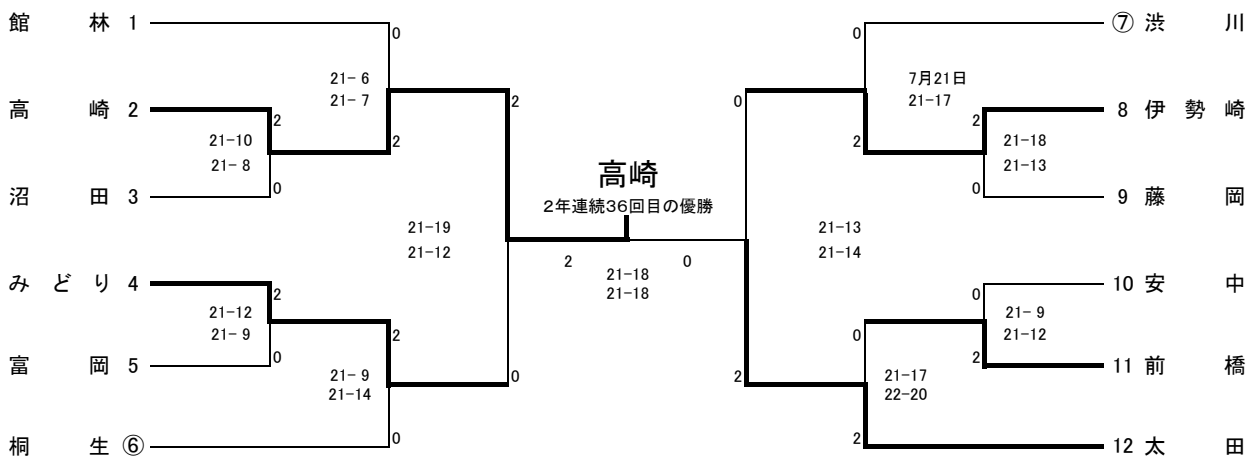 館林 1
0
21-6
21-7
高崎 2
2
21-10
21-8
0
沼田 3
2
2
21-19
21-12
みどり 4
2
21-12
21-9
0
富岡 5
2
21-9
21-14
0
桐生 ⑥
0
高崎
2年連続36回目の優勝
2
0
21-18
21-18
⑦ 渋川
0
7月21日
21-17
8 伊勢崎
2
21-18
21-13
0
9 藤岡
0
2
21-13
21-14
10 安中
0
21-9
21-12
2
11 前橋
0
21-17
22-20
2
2
12 太田